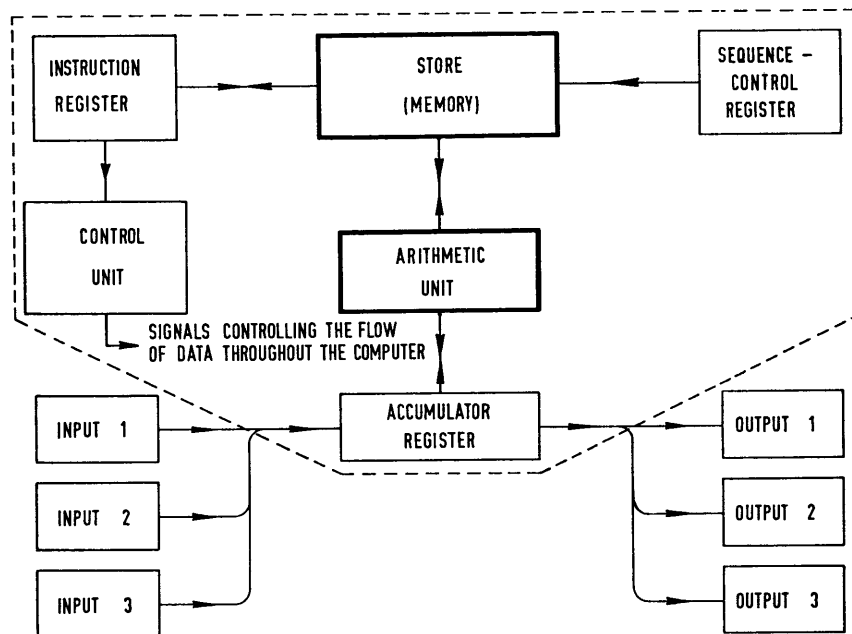 INSTRUCTION
REGISTER
STORE
(MEMORY)
SEQUENCE -
CONTROL
REGISTER
CONTROL
UNIT
ARITHMETIC
UNIT
SIGNALS CONTROLLING THE FLOW
OF DATA THROUGHOUT THE COMPUTER
ACCUMULATOR
REGISTER
INPUT 1
INPUT 2
INPUT 3
OUTPUT 1
OUTPUT 2
OUTPUT 3